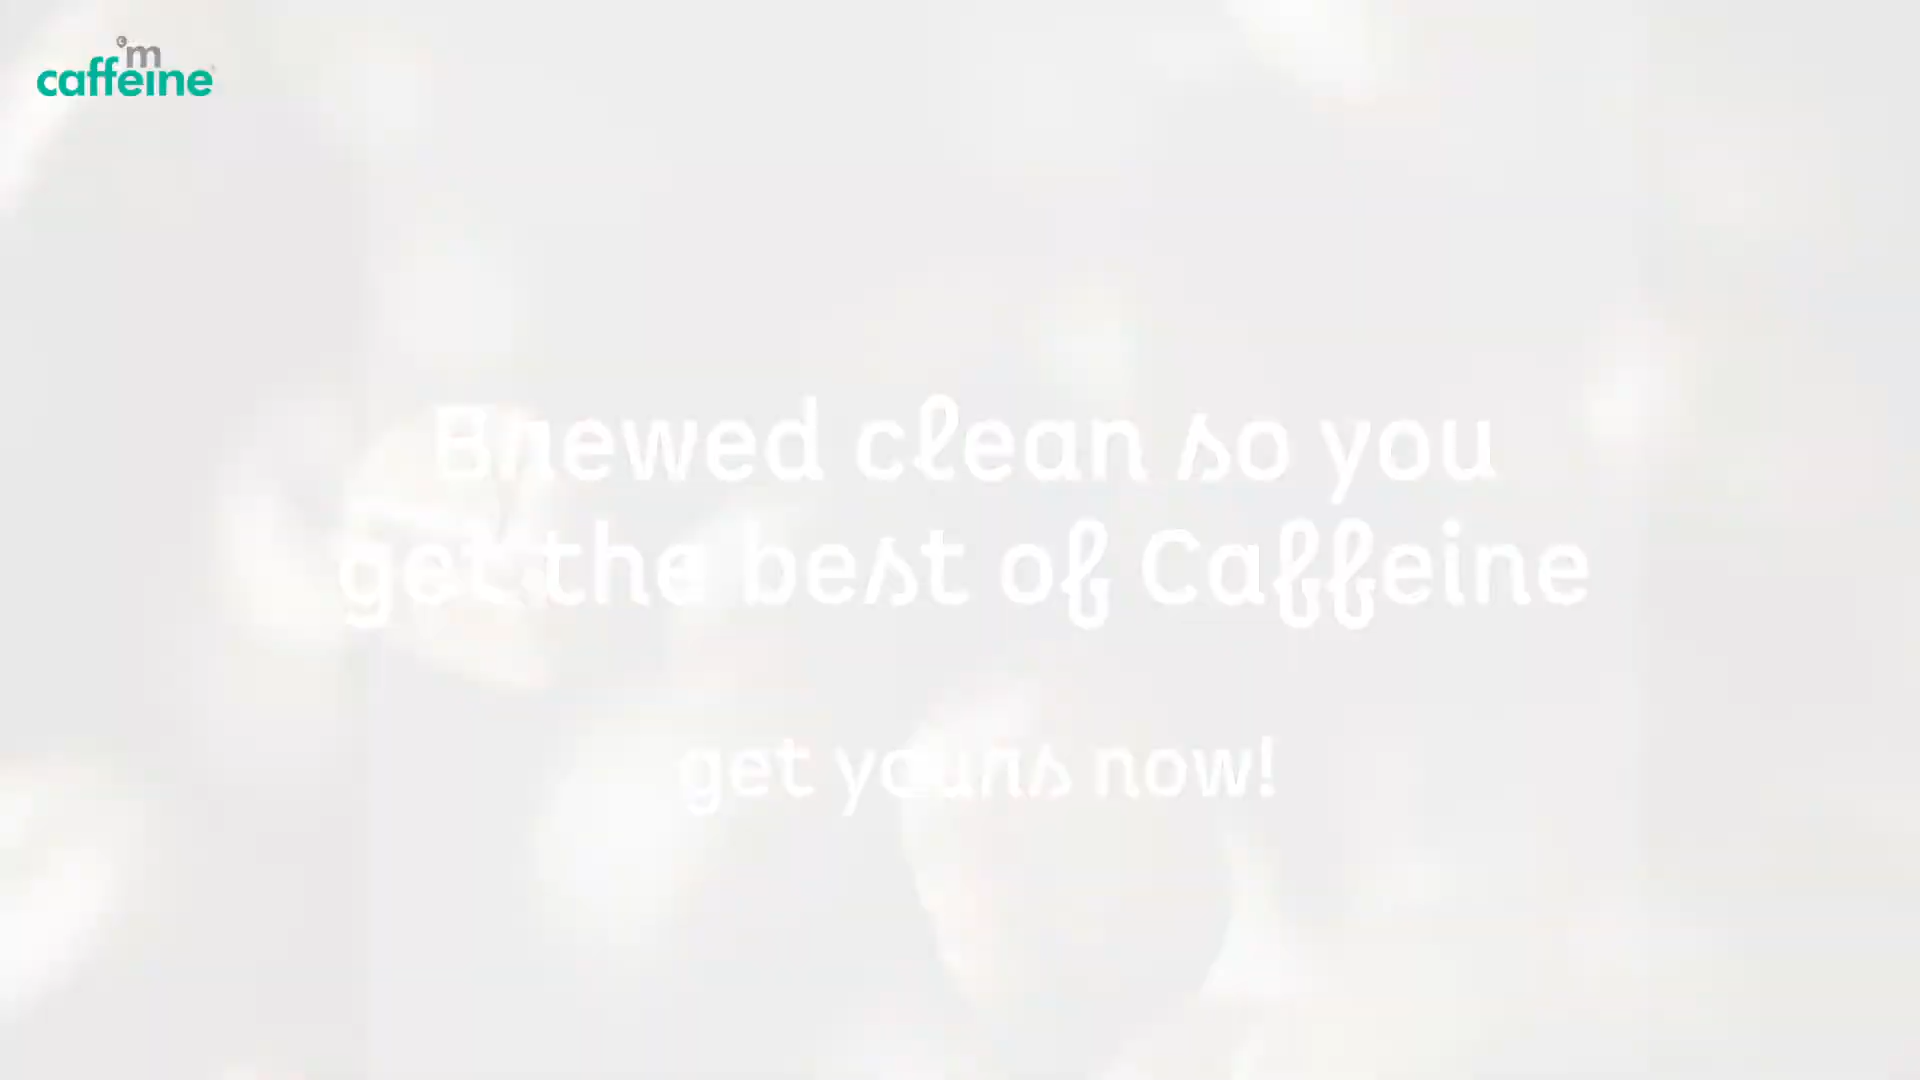 m
caffeine
Brewed clean so you
get the best of Caffeine
get yours now!